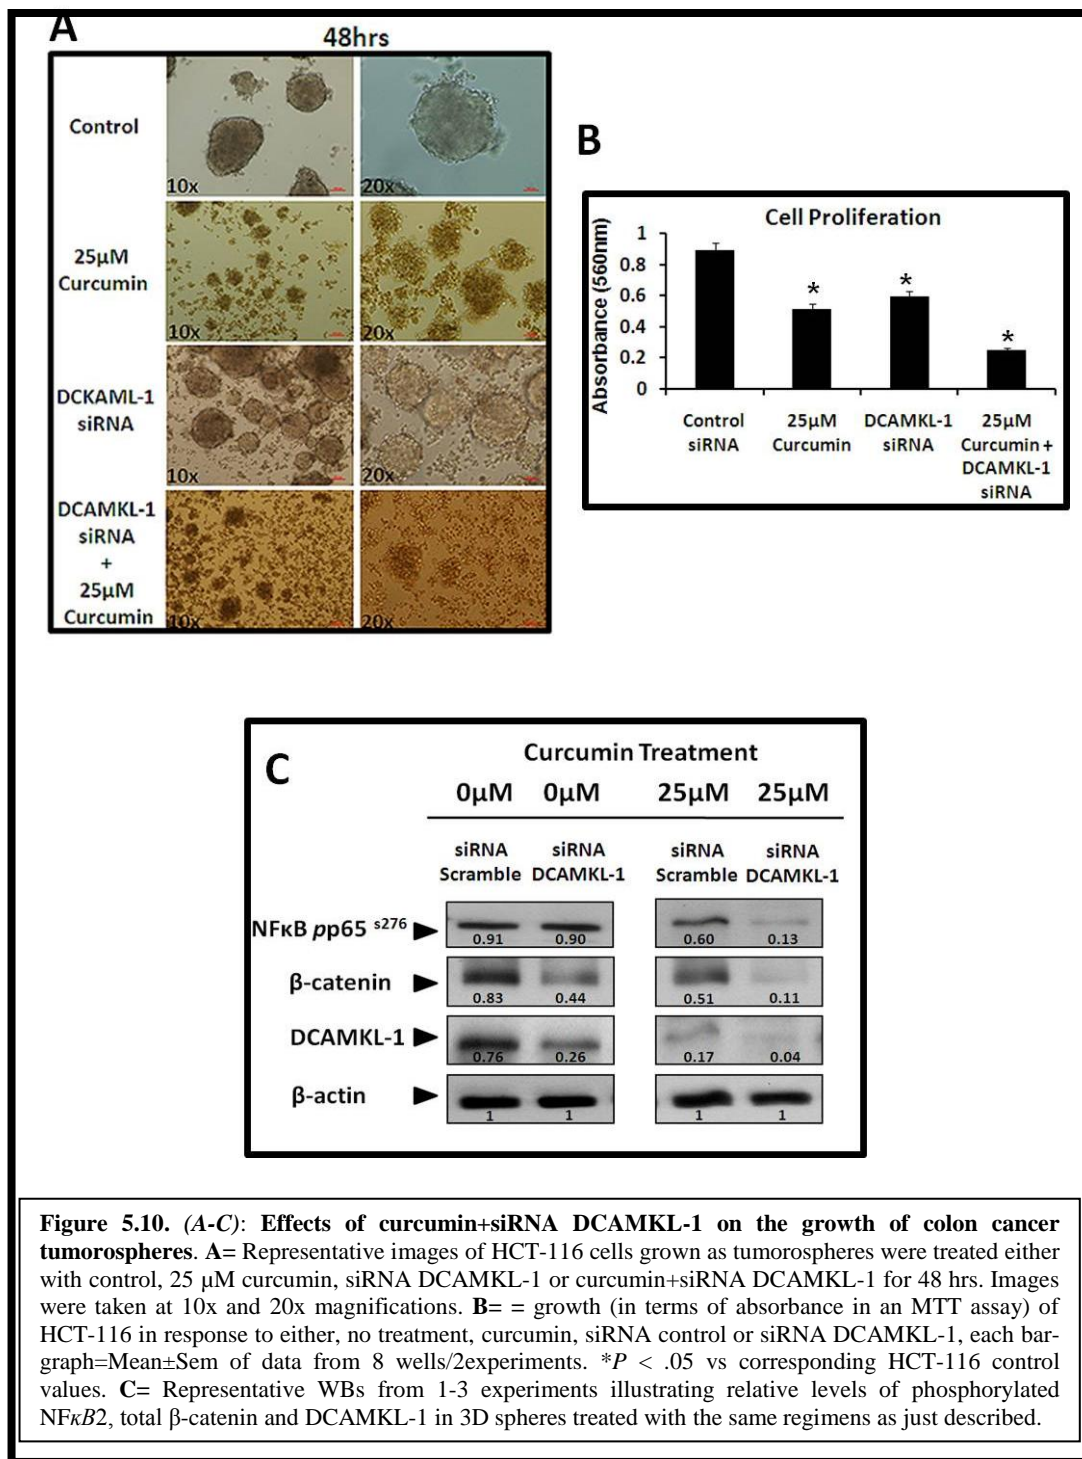 A
48hrs
Control
10x
20x
25μM
Curcumin
10x
20x
DCKAML-1
siRNA
10x
20x
DCAMKL-1
siRNA
+
25μM
Curcumin
10x
20x
B
Cell Proliferation
Absorbance (560nm)
1
0.8
0.6
0.4
0.2
0
*
*
*
Control
siRNA
25μM
Curcumin
DCAMKL-1
siRNA
25μM
Curcumin +
DCAMKL-1
siRNA
C
Curcumin Treatment
0μM 0μM 25μM 25μM
siRNA siRNA siRNA siRNA
Scramble DCAMKL-1 Scramble DCAMKL-1
NFκB pp65 s276
0.91 0.90 0.60 0.13
β-catenin
0.83 0.44 0.51 0.11
DCAMKL-1
0.76 0.26 0.17 0.04
β-actin
1 1 1 1
Figure 5.10. (A-C): Effects of curcumin+siRNA DCAMKL-1 on the growth of colon cancer
tumorospheres. A= Representative images of HCT-116 cells grown as tumorospheres were treated either
with control, 25 μM curcumin, siRNA DCAMKL-1 or curcumin+siRNA DCAMKL-1 for 48 hrs. Images
were taken at 10x and 20x magnifications. B= = growth (in terms of absorbance in an MTT assay) of
HCT-116 in response to either, no treatment, curcumin, siRNA control or siRNA DCAMKL-1, each bar-
graph=Mean±Sem of data from 8 wells/2experiments. *P < .05 vs corresponding HCT-116 control
values. C= Representative WBs from 1-3 experiments illustrating relative levels of phosphorylated
NFκB2, total β-catenin and DCAMKL-1 in 3D spheres treated with the same regimens as just described.